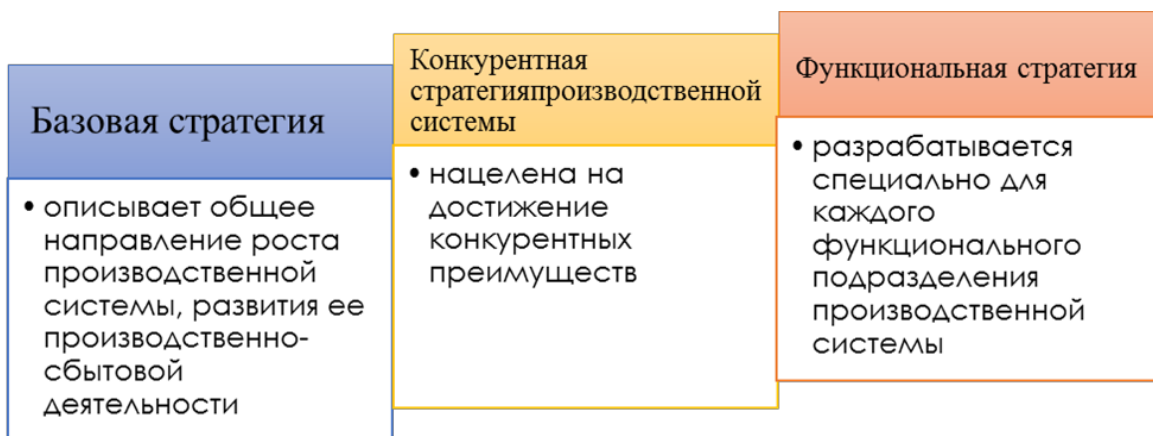 Базовая стратегия
• описывает общее
направление роста
производственной
системы, развития ее
производственно-
сбытовой
деятельности
Конкурентная
стратегияпроизводственной
системы
• нацелена на
достижение
конкурентных
преимуществ
Функциональная стратегия
• разрабатывается
специально для
каждого
функционального
подразделения
производственной
системы